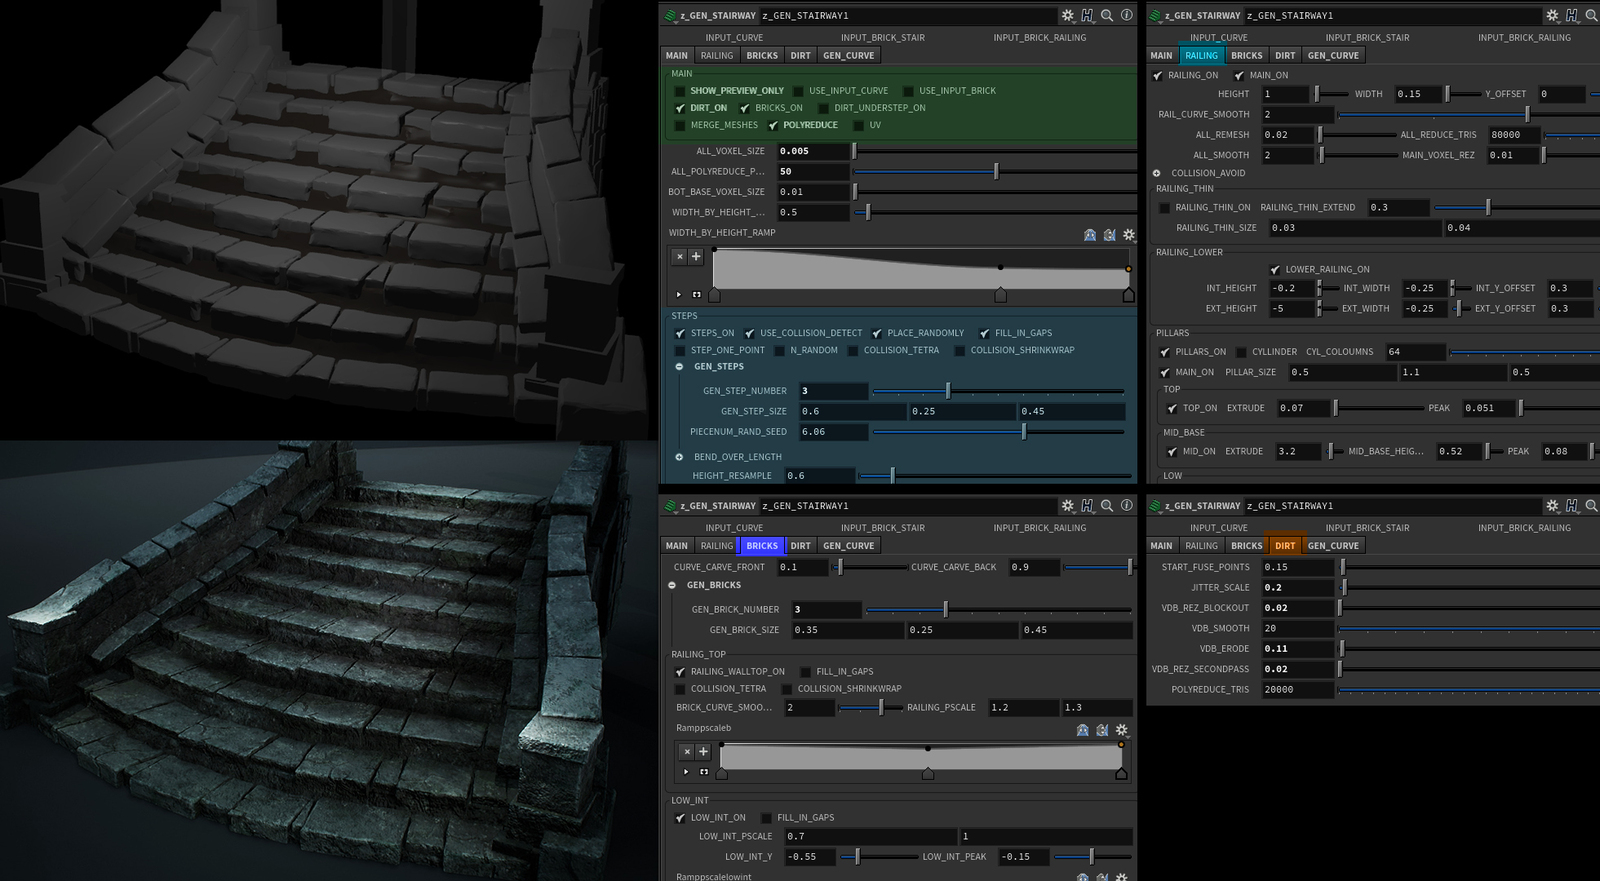 z_GEN_STAIRWAY z_GEN_STAIRWAY1
INPUT_CURVE INPUT_BRICK_STAIR INPUT_BRICK_RAILING
MAIN RAILING BRICKS DIRT GEN_CURVE
MAIN
SHOW_PREVIEW_ONLY USE_INPUT_CURVE USE_INPUT_BRICK
DIRT_ON BRICKS_ON DIRT_UNDERSTEP_ON
MERGE_MESHES POLYREDUCE UV
ALL_VOXEL_SIZE 0.005
ALL_POLYREDUCE_P... 50
BOT_BASE_VOXEL_SIZE 0.01
WIDTH_BY_HEIGHT_... 0.5
WIDTH_BY_HEIGHT_RAMP
STEPS
STEPS_ON USE_COLLISION_DETECT PLACE_RANDOMLY FILL_IN_GAPS
STEP_ONE_POINT N_RANDOM COLLISION_TETRA COLLISION_SHRINKWRAP
GEN_STEPS
GEN_STEP_NUMBER 3
GEN_STEP_SIZE 0.6 0.25 0.45
PIECENUM_RAND_SEED 6.06
BEND_OVER_LENGTH
HEIGHT_RESAMPLE 0.6
z_GEN_STAIRWAY z_GEN_STAIRWAY1
INPUT_CURVE INPUT_BRICK_STAIR INPUT_BRICK_RAILING
MAIN RAILING BRICKS DIRT GEN_CURVE
RAILING_ON MAIN_ON
HEIGHT 1 WIDTH 0.15 Y_OFFSET 0
RAIL_CURVE_SMOOTH 2
ALL_REMESH 0.02 ALL_REDUCE_TRIS 80000
ALL_SMOOTH 2 MAIN_VOXEL_REZ 0.01
COLLISION_AVOID
RAILING_THIN
RAILING_THIN_ON RAILING_THIN_EXTEND 0.3
RAILING_THIN_SIZE 0.03 0.04
RAILING_LOWER
LOWER_RAILING_ON
INT_HEIGHT -0.2 INT_WIDTH -0.25 INT_Y_OFFSET 0.3
EXT_HEIGHT -5 EXT_WIDTH -0.25 EXT_Y_OFFSET 0.3
PILLARS
PILLARS_ON CYLLINDER CYL_COLOUMNS 64
MAIN_ON PILLAR_SIZE 0.5 1.1 0.5
TOP
TOP_ON EXTRUDE 0.07 PEAK 0.051
MID_BASE
MID_ON EXTRUDE 3.2 MID_BASE_HEIG... 0.52 PEAK 0.08
LOW
z_GEN_STAIRWAY z_GEN_STAIRWAY1
INPUT_CURVE INPUT_BRICK_STAIR INPUT_BRICK_RAILING
MAIN RAILING BRICKS DIRT GEN_CURVE
CURVE_CARVE_FRONT 0.1 CURVE_CARVE_BACK 0.9
GEN_BRICKS
GEN_BRICK_NUMBER 3
GEN_BRICK_SIZE 0.35 0.25 0.45
RAILING_TOP
RAILING_WALLTOP_ON FILL_IN_GAPS
COLLISION_TETRA COLLISION_SHRINKWRAP
BRICK_CURVE_SMOO... 2 RAILING_PSCALE 1.2 1.3
Ramppscaleb
LOW_INT
LOW_INT_ON FILL_IN_GAPS
LOW_INT_PSCALE 0.7 1
LOW_INT_Y -0.55 LOW_INT_PEAK -0.15
Ramppscalelowint
z_GEN_STAIRWAY z_GEN_STAIRWAY1
INPUT_CURVE INPUT_BRICK_STAIR INPUT_BRICK_RAILING
MAIN RAILING BRICKS DIRT GEN_CURVE
START_FUSE_POINTS 0.15
JITTER_SCALE 0.2
VDB_REZ_BLOCKOUT 0.02
VDB_SMOOTH 20
VDB_ERODE 0.11
VDB_REZ_SECONDPASS 0.02
POLYREDUCE_TRIS 20000